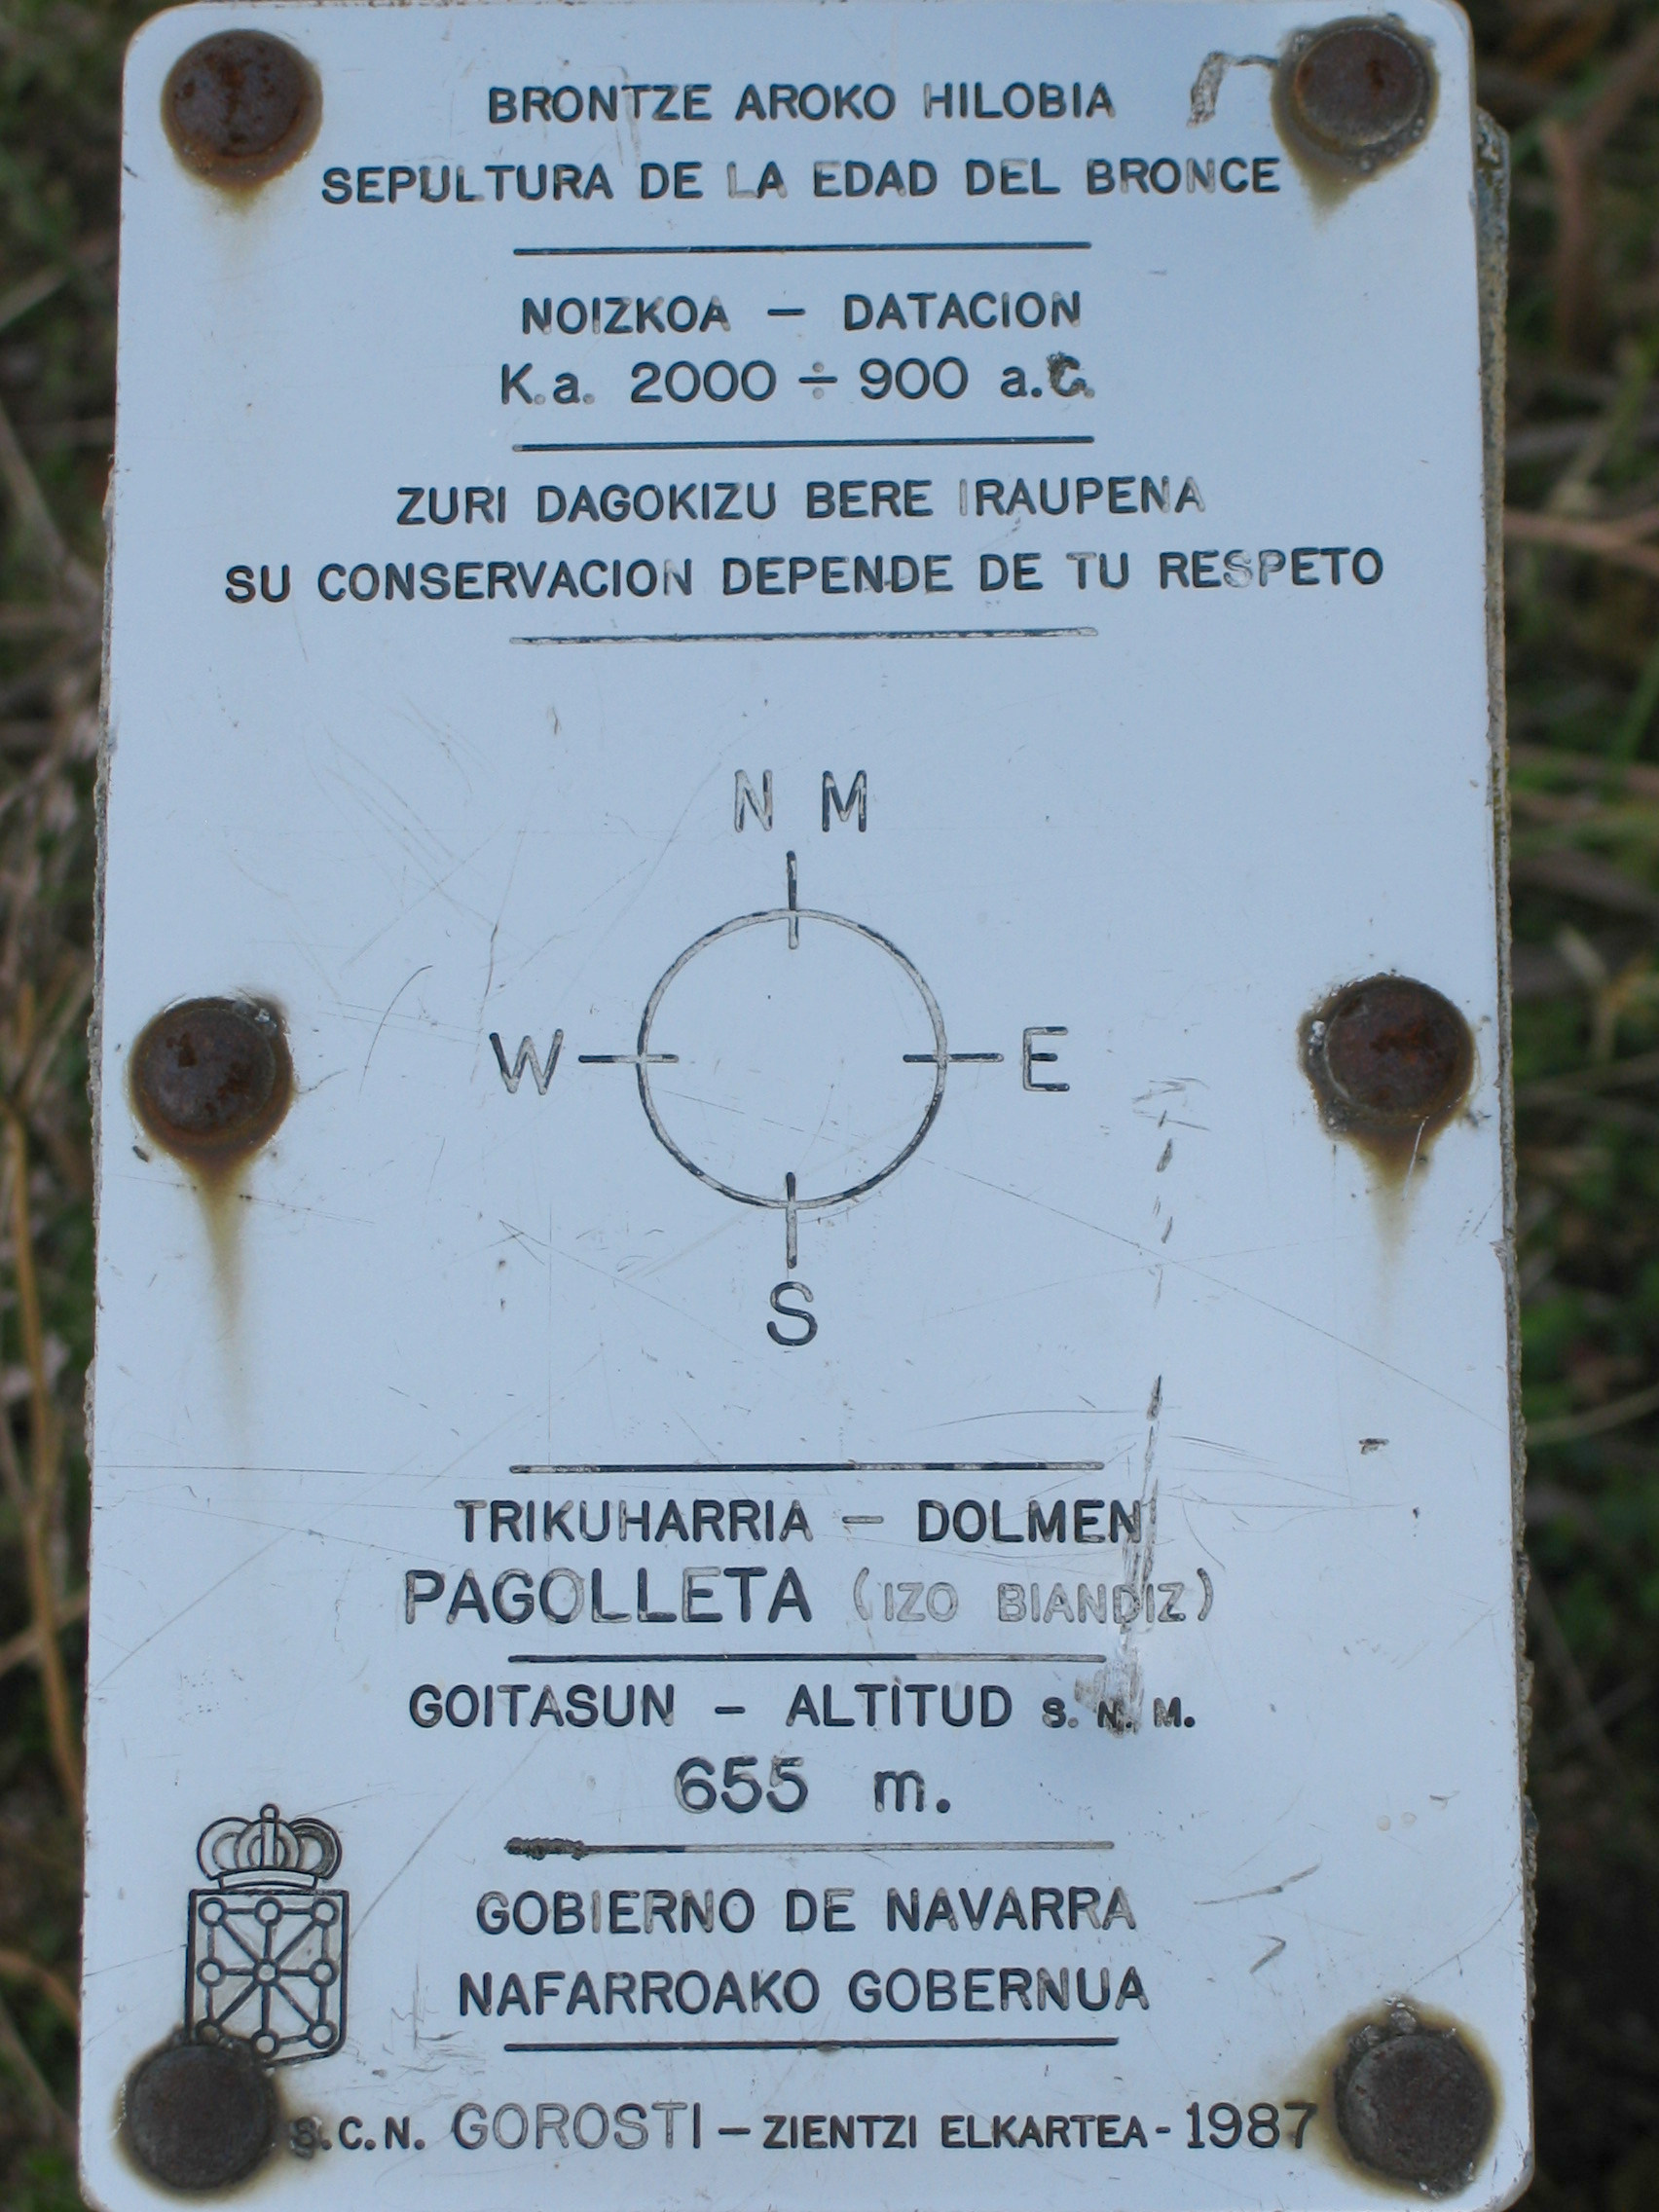 BRONTZE AROKO HILOBIA
SEPULTURA DE LA EDAD DEL BRONCE
NOIZKOA — DATACION
K.a. 2000 ÷ 900 a.C.
ZURI DAGOKIZU BERE IRAUPENA
SU CONSERVACION DEPENDE DE TU RESPETO
N M
W E
S
TRIKUHARRIA — DOLMEN
PAGOLLETA (IZO BIANDIZ)
GOITASUN — ALTITUD S. N. M.
655 m.
GOBIERNO DE NAVARRA
NAFARROAKO GOBERNUA
S.C.N. GOROSTI — ZIENTZI ELKARTEA - 1987